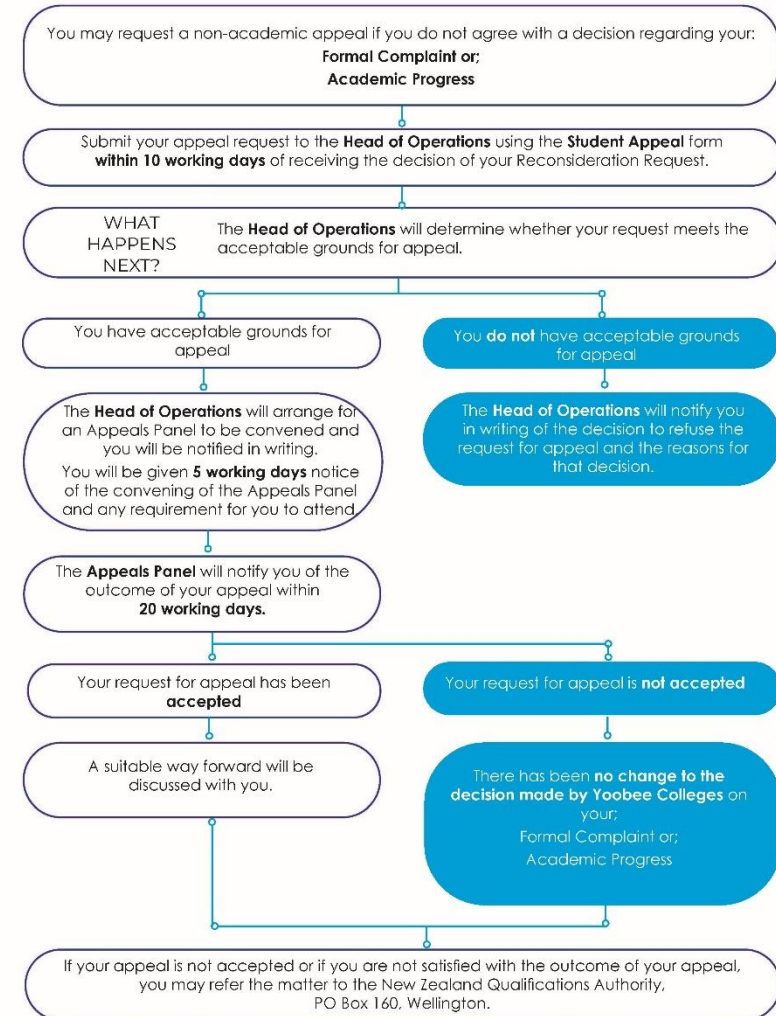 You may request a non-academic appeal if you do not agree with a decision regarding your:
Formal Complaint or;
Academic Progress
Submit your appeal request to the Head of Operations using the Student Appeal form
within 10 working days of receiving the decision of your Reconsideration Request.
WHAT
HAPPENS
NEXT?
The Head of Operations will determine whether your request meets the
acceptable grounds for appeal.
You have acceptable grounds for
appeal
You do not have acceptable grounds
for appeal
The Head of Operations will arrange for
an Appeals Panel to be convened and
you will be notified in writing.
You will be given 5 working days notice
of the convening of the Appeals Panel
and any requirement for you to attend.
The Head of Operations will notify you
in writing of the decision to refuse the
request for appeal and the reasons for
that decision.
The Appeals Panel will notify you of the
outcome of your appeal within
20 working days.
Your request for appeal has been
accepted
Your request for appeal is not accepted
A suitable way forward will be
discussed with you.
There has been no change to the
decision made by Yoobee Colleges on
your;
Formal Complaint or;
Academic Progress
If your appeal is not accepted or if you are not satisfied with the outcome of your appeal,
you may refer the matter to the New Zealand Qualifications Authority,
PO Box 160, Wellington.